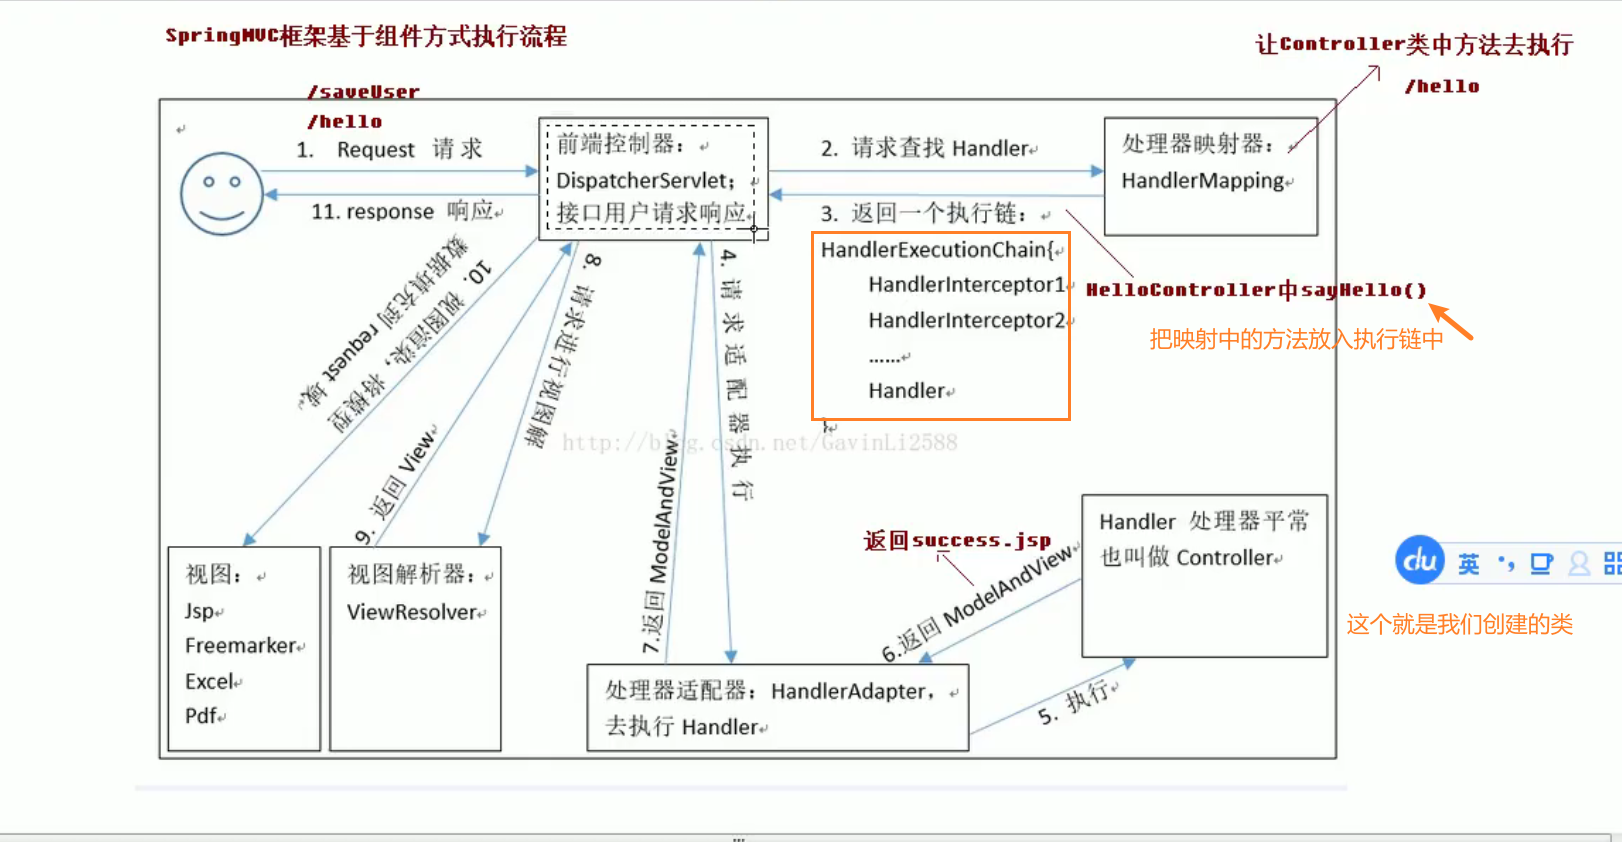 SpringMVC框架基于组件方式执行流程
让Controller类中方法去执行
/hello
/saveUser
/hello
1. Request 请求
前端控制器：
DispatcherServlet；
接口用户请求响应
2. 请求查找 Handler
处理器映射器：
HandlerMapping
11. response 响应
3. 返回一个执行链：
HandlerExecutionChain{
HandlerInterceptor1
HandlerInterceptor2
……
Handler
}
HelloController中sayHello()
把映射中的方法放入执行链中
10. 视图渲染，将模型
数据填充到 request 域
9. 返回 View
8. 请求进行视图解
4. 请求适配器执行
7.返回 ModelAndView
http://blog.csdn.net/GavinLi2588
返回success.jsp
6.返回 ModelAndView
Handler 处理器平常
也叫做 Controller
du 英
这个就是我们创建的类
视图：
Jsp
Freemarker
Excel
Pdf
视图解析器：
ViewResolver
处理器适配器：HandlerAdapter，
去执行 Handler
5. 执行